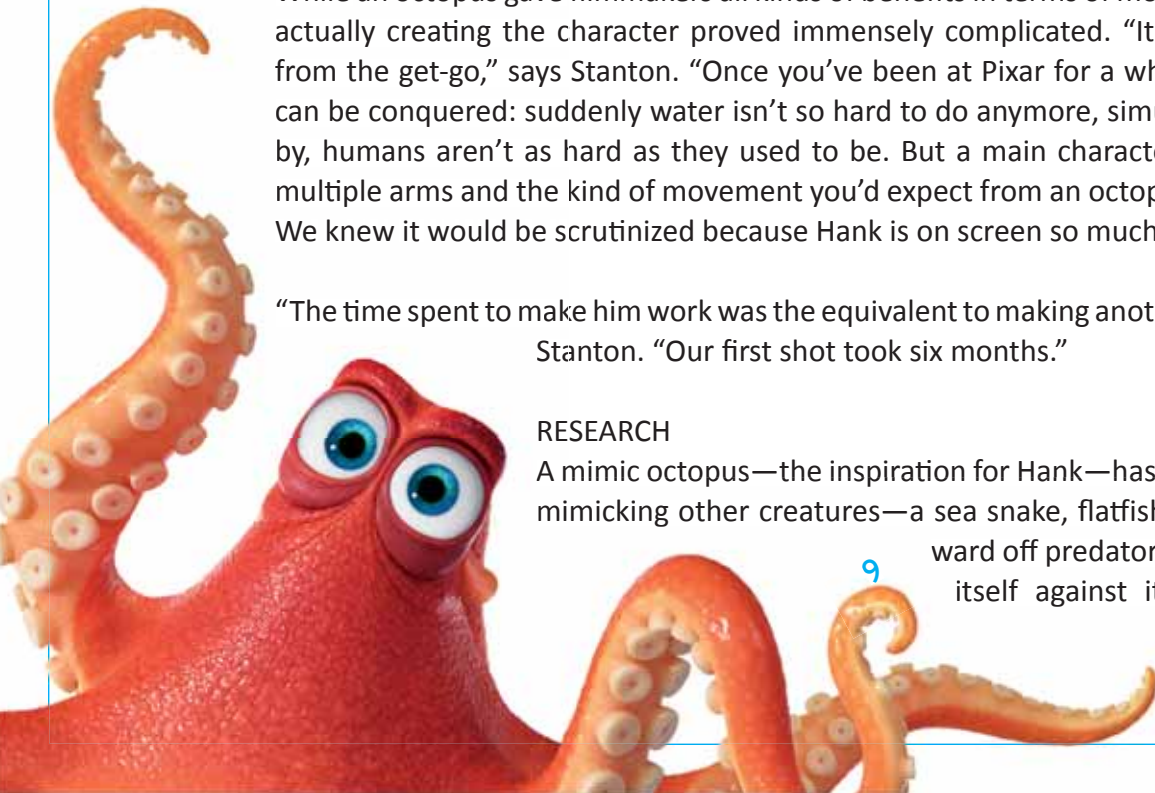 actually creating the character proved immensely complicated. “It
from the get-go,” says Stanton. “Once you’ve been at Pixar for a wh
can be conquered: suddenly water isn’t so hard to do anymore, simu
by, humans aren’t as hard as they used to be. But a main characte
multiple arms and the kind of movement you’d expect from an octop
We knew it would be scrutinized because Hank is on screen so much
“The time spent to make him work was the equivalent to making anot
Stanton. “Our first shot took six months.”
RESEARCH
A mimic octopus—the inspiration for Hank—has
mimicking other creatures—a sea snake, flatfish
ward off predator
9
itself against it